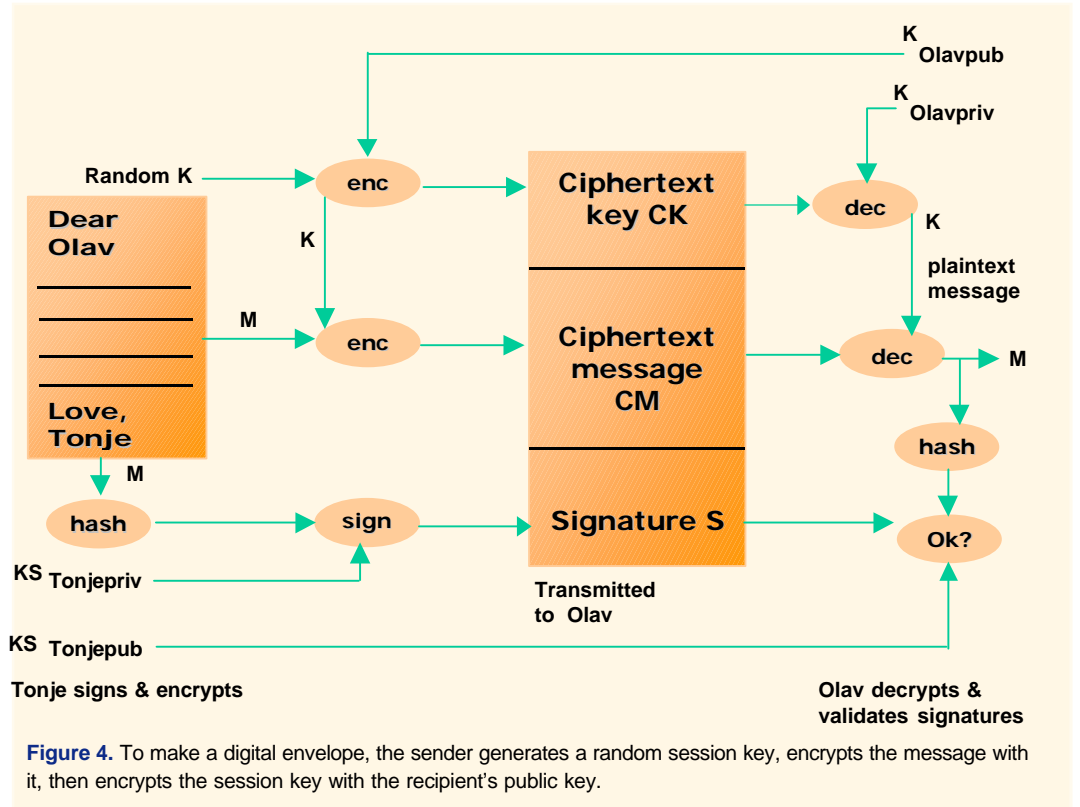 K
Olavpub
K
Olavpriv
Random K
enc
Ciphertext
key CK
dec
Dear
Olav
K
K
plaintext
message
M
enc
Ciphertext
message
CM
dec
M
Love,
Tonje
M
hash
hash
sign
Signature S
Ok?
KS Tonjepriv
Transmitted
to Olav
KS Tonjepub
Tonje signs & encrypts
Olav decrypts &
validates signatures
Figure 4. To make a digital envelope, the sender generates a random session key, encrypts the message with
it, then encrypts the session key with the recipient's public key.